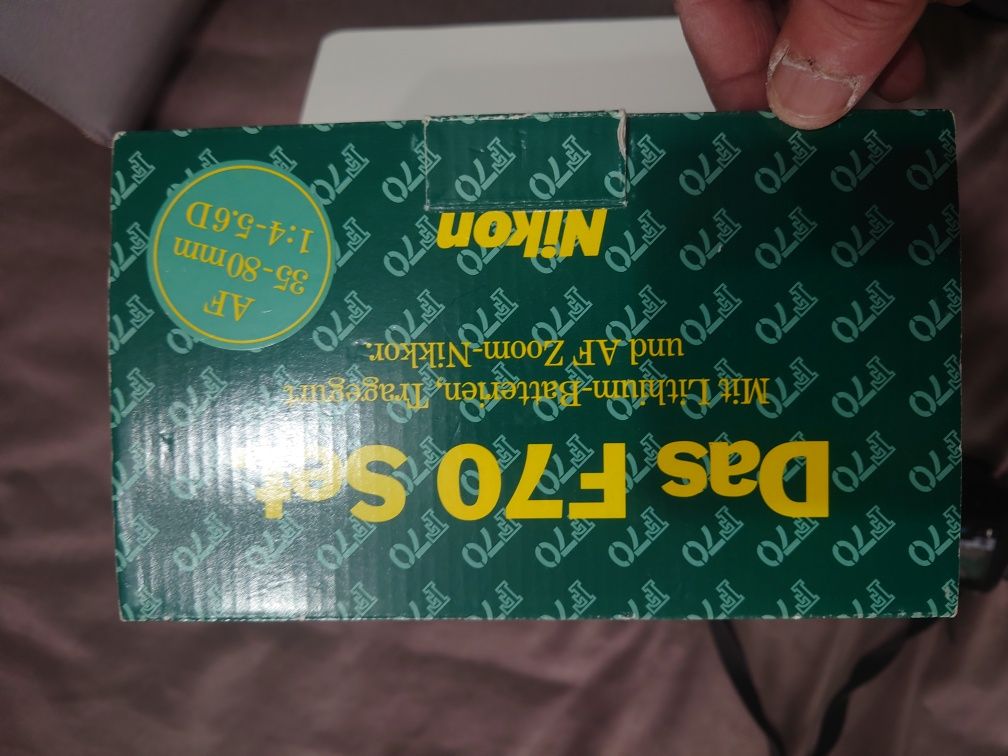 Das F70 Set
Mit Lithium-Batterien, Tragegurt
und AF Zoom-Nikkor.
Nikon
AF
35-80mm
1:4-5.6D
F70